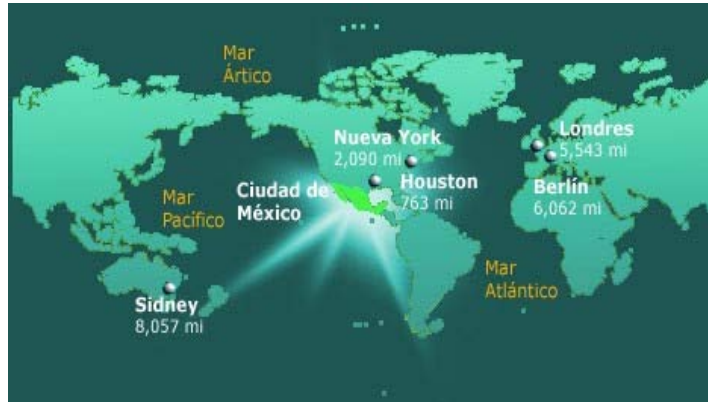 Mar
Ártico
Nueva York
2,090 mi
Londres
5,543 mi
Ciudad de
México
Houston
763 mi
Berlín
6,062 mi
Mar
Pacífico
Mar
Atlántico
Sidney
8,057 mi